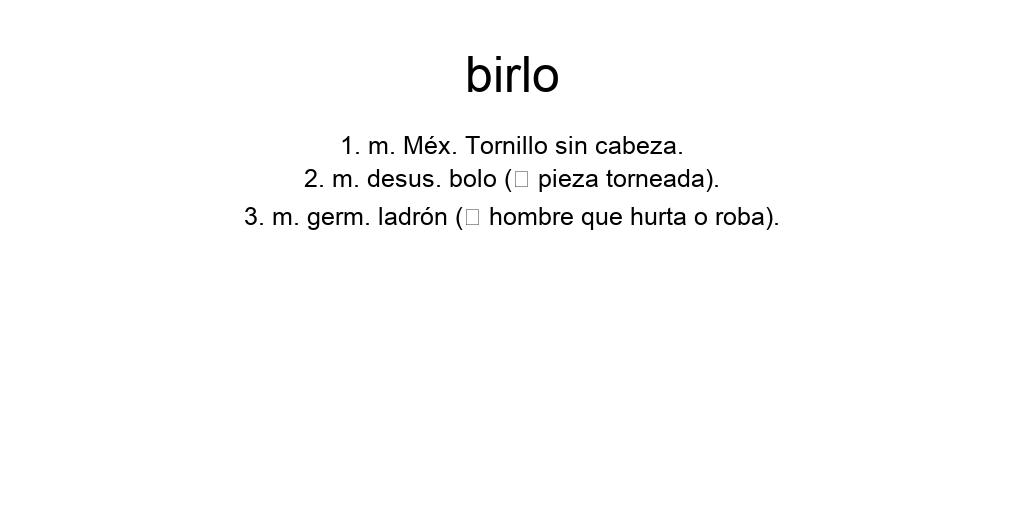 birlo
1. m. Méx. Tornillo sin cabeza.
2. m. desus. bolo (□ pieza torneada).
3. m. germ. ladrón (□ hombre que hurta o roba).